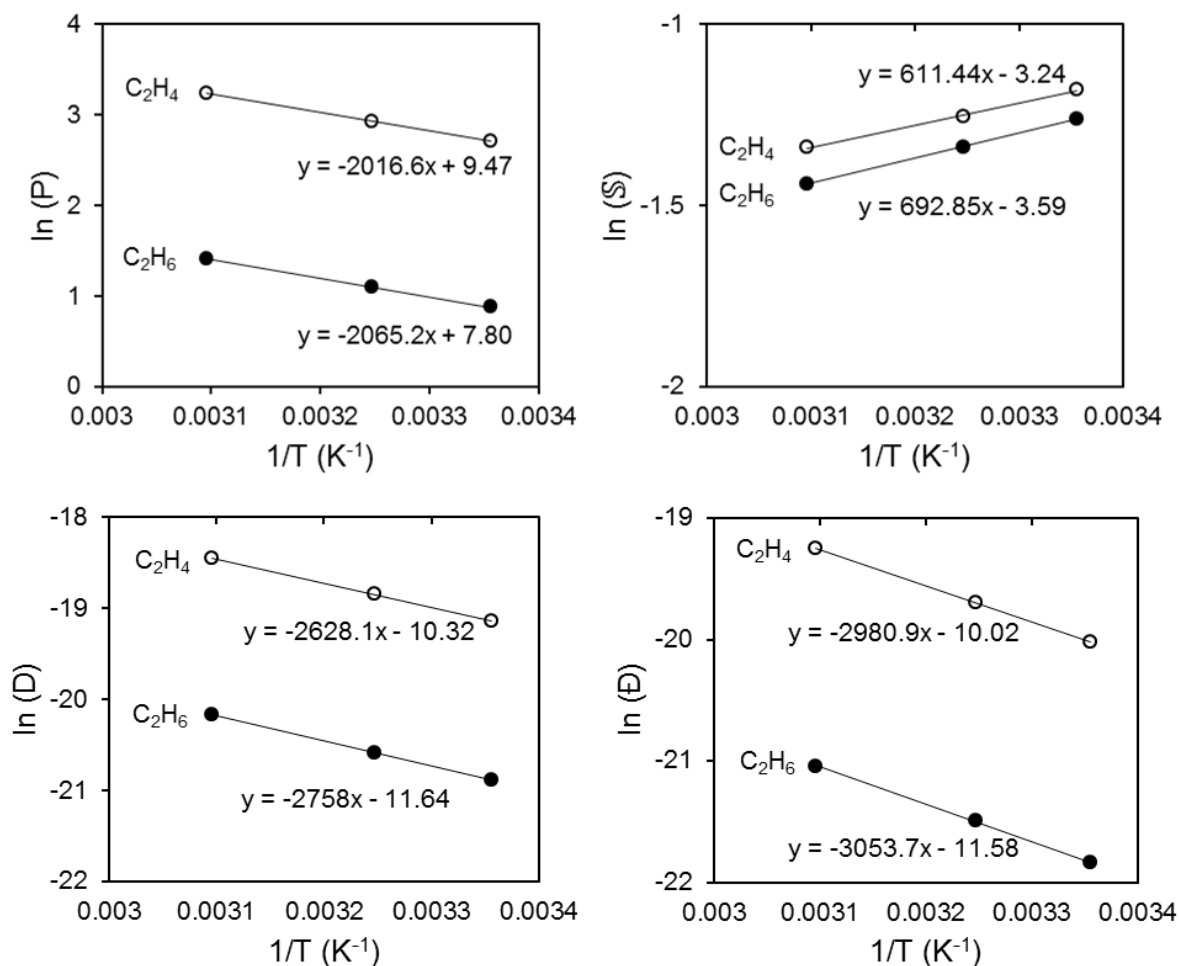 4
3
2
1
0
ln (P)
C₂H₄
y = -2016.6x + 9.47
C₂H₆
y = -2065.2x + 7.80
0.003 0.0031 0.0032 0.0033 0.0034
1/T (K⁻¹)
-1
-1.5
-2
ln (𝕊)
y = 611.44x - 3.24
C₂H₄
C₂H₆
y = 692.85x - 3.59
0.003 0.0031 0.0032 0.0033 0.0034
1/T (K⁻¹)
-18
-19
-20
-21
-22
ln (D)
C₂H₄
y = -2628.1x - 10.32
C₂H₆
y = -2758x - 11.64
0.003 0.0031 0.0032 0.0033 0.0034
1/T (K⁻¹)
-19
-20
-21
-22
ln (Đ)
C₂H₄
y = -2980.9x - 10.02
C₂H₆
y = -3053.7x - 11.58
0.003 0.0031 0.0032 0.0033 0.0034
1/T (K⁻¹)